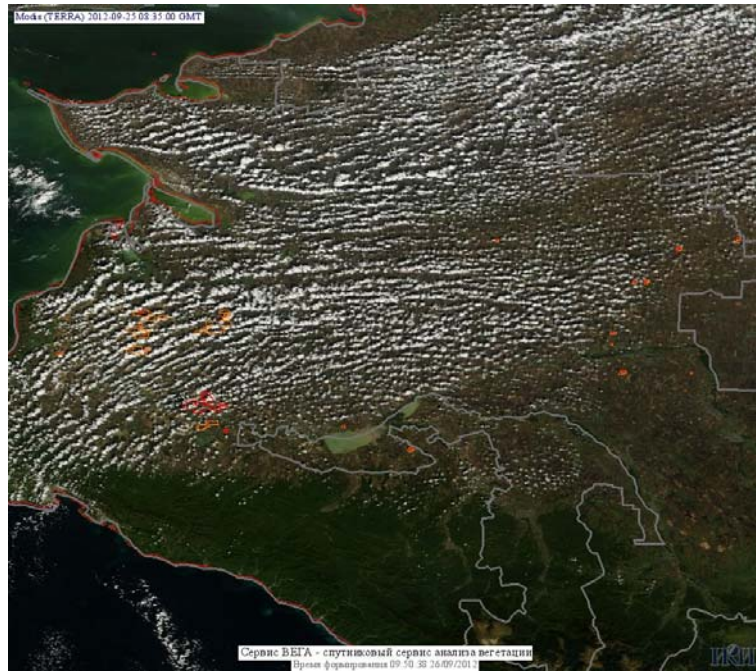 Modis (TERRA) 2012-09-25 08:35:00 GMT
Сервис ВЕГА - спутниковый сервис анализа вегетации
Время формирования 09:50:38 26/09/2012
ИКИ